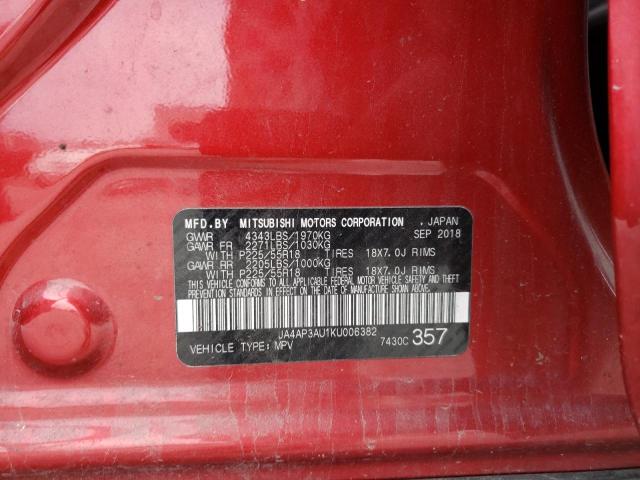 MFD.BY MITSUBISHI MOTORS CORPORATION . JAPAN
GVWR 4343LBS/1970KG SEP 2018
GAWR FR 2271LBS/1030KG
WITH P225/55R18 TIRES 18X7.0J RIMS
GAWR RR 2205LBS/1000KG
WITH P225/55R18 TIRES 18X7.0J RIMS
THIS VEHICLE CONFORMS TO ALL APPLICABLE FEDERAL MOTOR VEHICLE SAFETY
PREVENTION STANDARDS IN EFFECT ON THE DATE OF MANUFACTURE SHOWN ABOVE.
JA4AP3AU1KU006382
VEHICLE TYPE: MPV 7430C 357